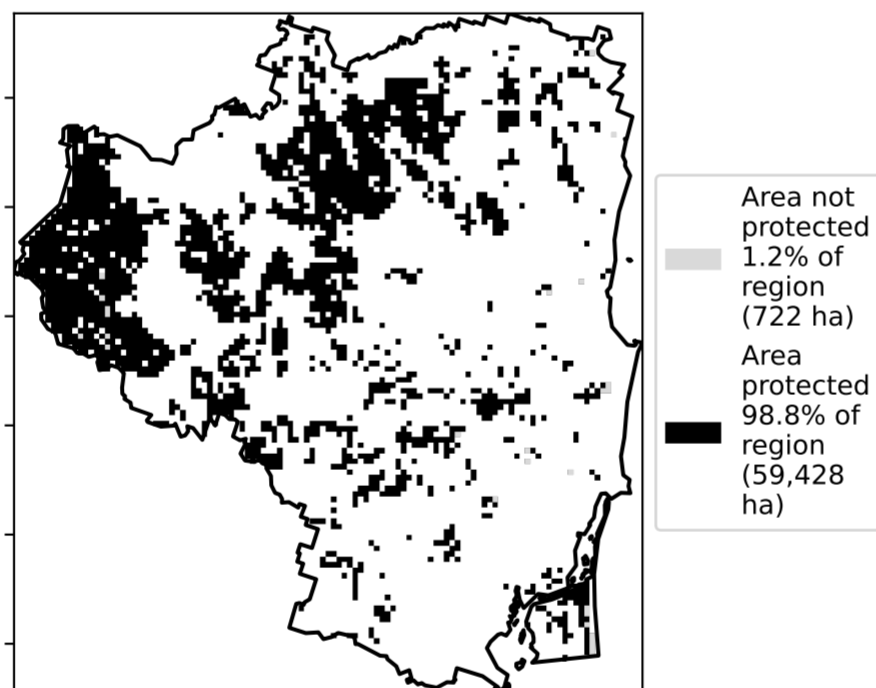 Area not
protected
1.2% of
region
(722 ha)
Area
protected
98.8% of
region
(59,428
ha)